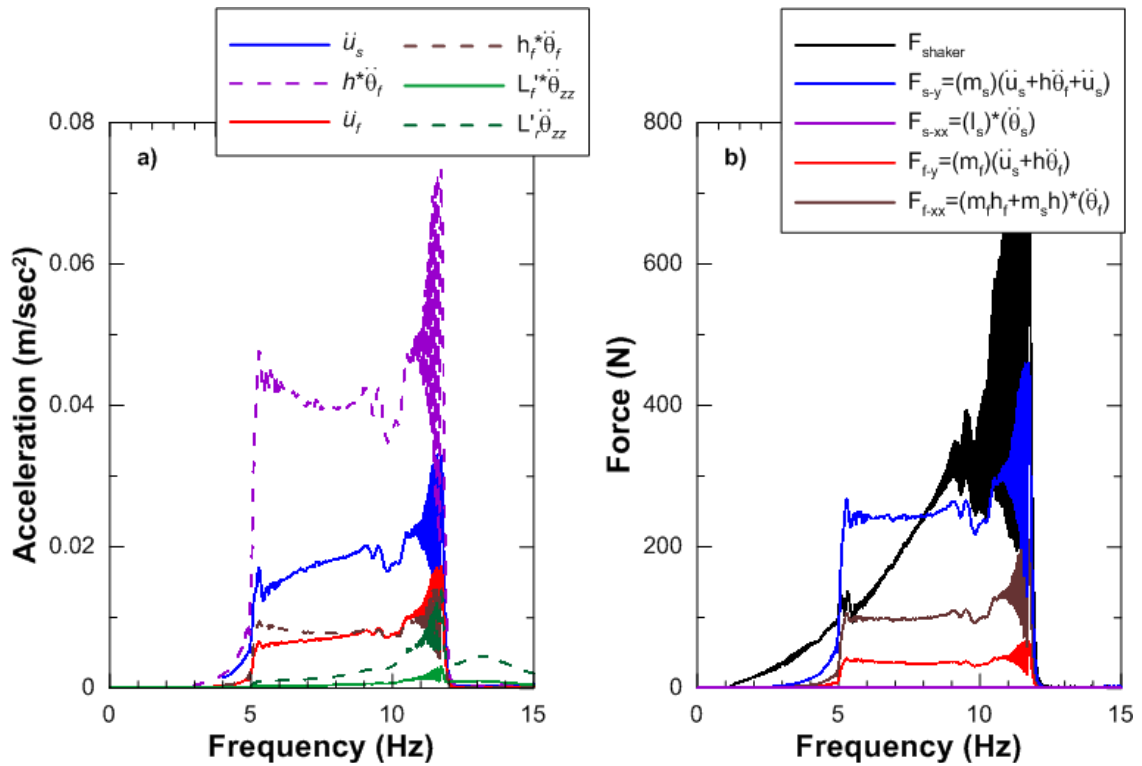 ü_s
h*θ̈_f
ü_f
h_f*θ̈_f
L_f'*θ̈_zz
L'_rθ̈_zz
0.08
0.06
0.04
0.02
0
a)
Acceleration (m/sec²)
0 5 10 15
Frequency (Hz)
F_shaker
F_s-y=(m_s)(ü_s+hθ̈_f+ü_s)
F_s-xx=(I_s)*(θ̈_s)
F_f-y=(m_f)(ü_s+hθ̈_f)
F_f-xx=(m_fh_f+m_sh)*(θ̈_f)
800
600
400
200
0
b)
Force (N)
0 5 10 15
Frequency (Hz)